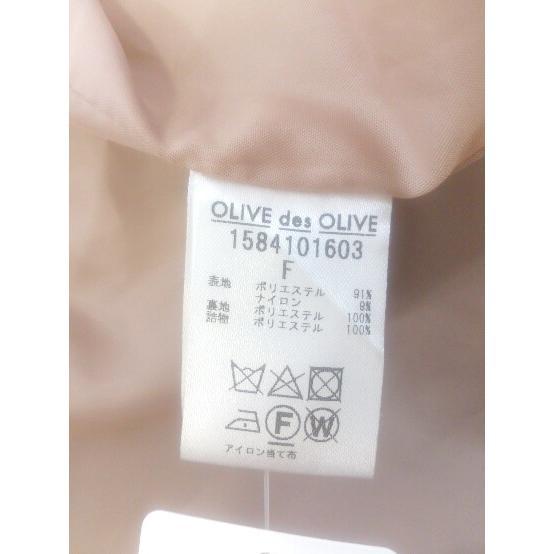 OLIVE des OLIVE
1584101603
F
表地 ポリエステル 91%
ナイロン 9%
裏地 ポリエステル 100%
詰物 ポリエステル 100%
F W
アイロン当て布